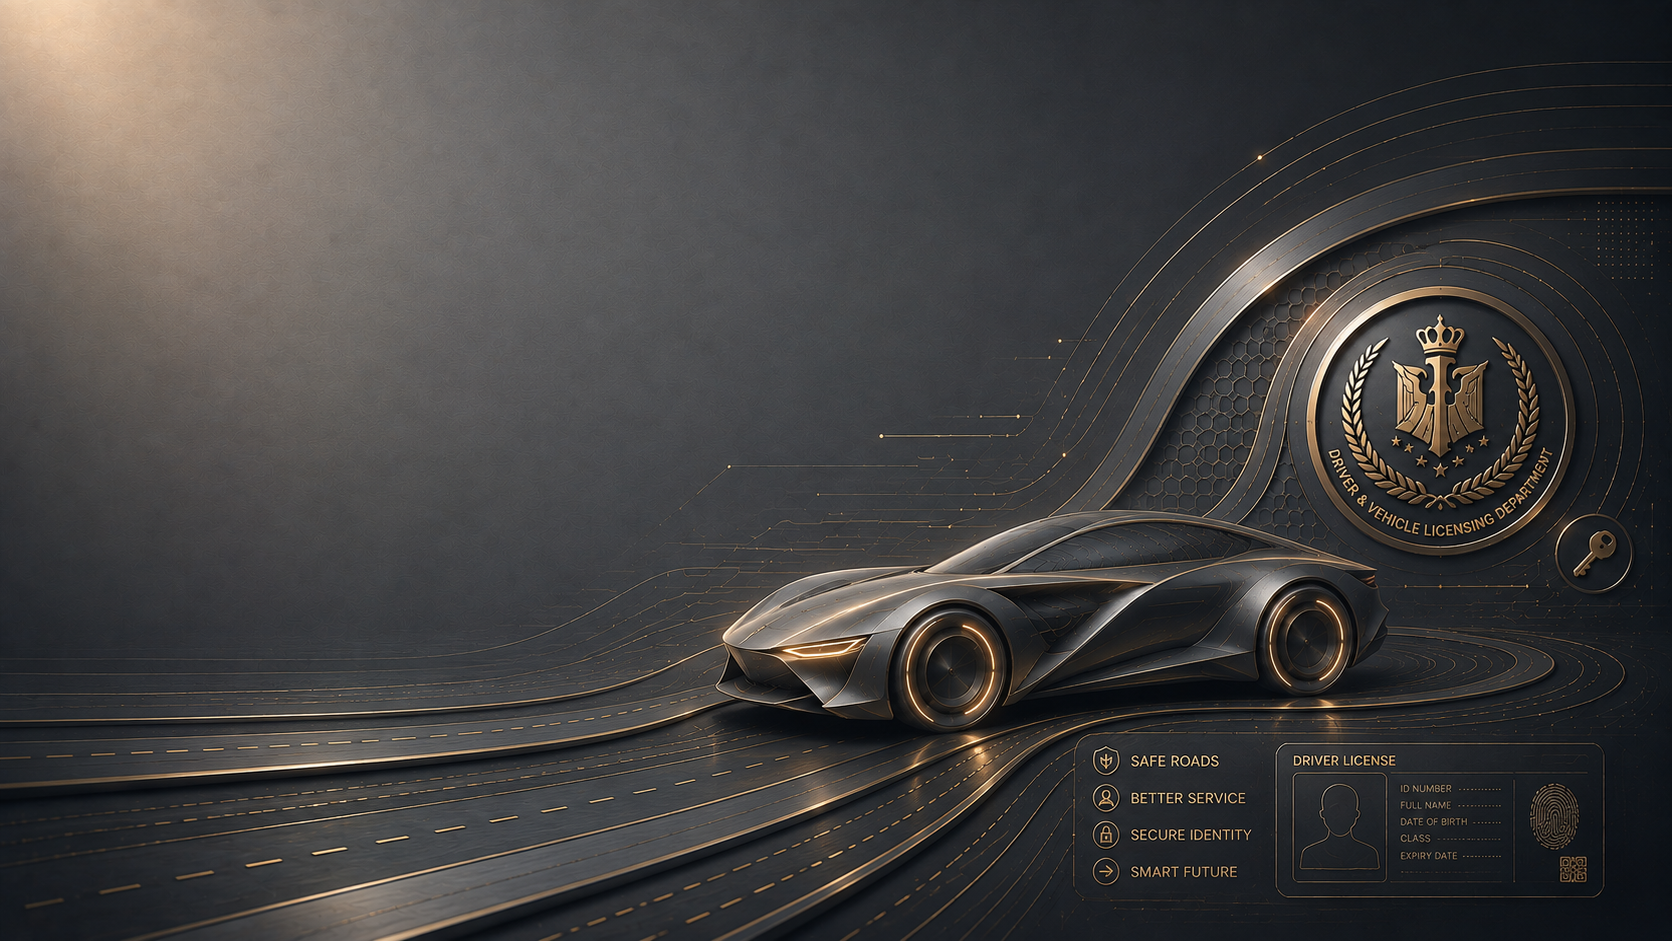 DRIVER & VEHICLE LICENSING DEPARTMENT
SAFE ROADS
BETTER SERVICE
SECURE IDENTITY
SMART FUTURE
DRIVER LICENSE
ID NUMBER
FULL NAME
DATE OF BIRTH
CLASS
EXPIRY DATE